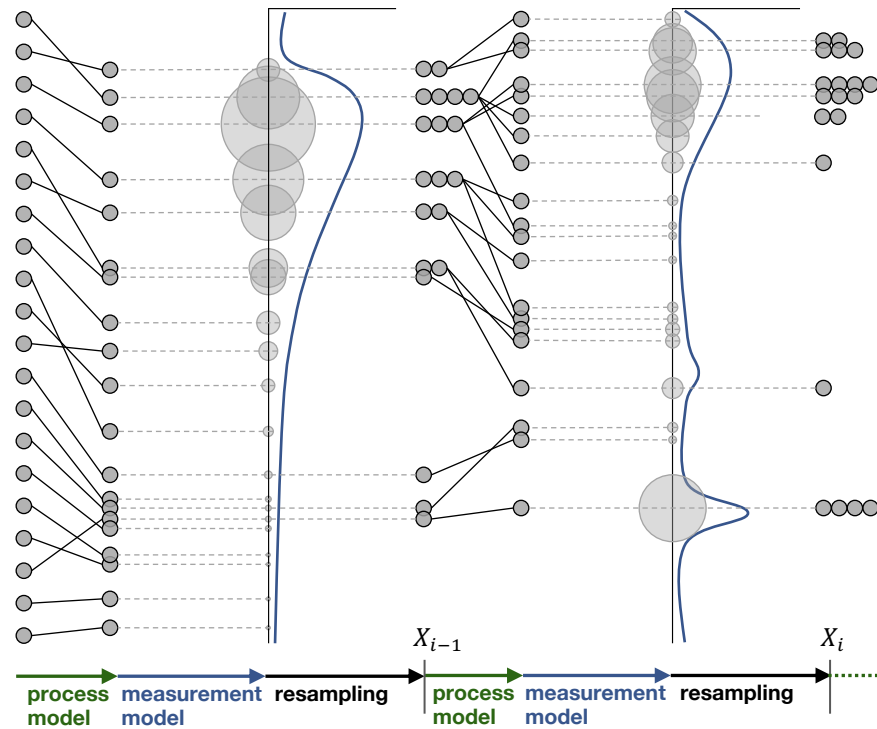 X_{i−1}
X_i
process
model
measurement
model
resampling
process
model
measurement
model
resampling